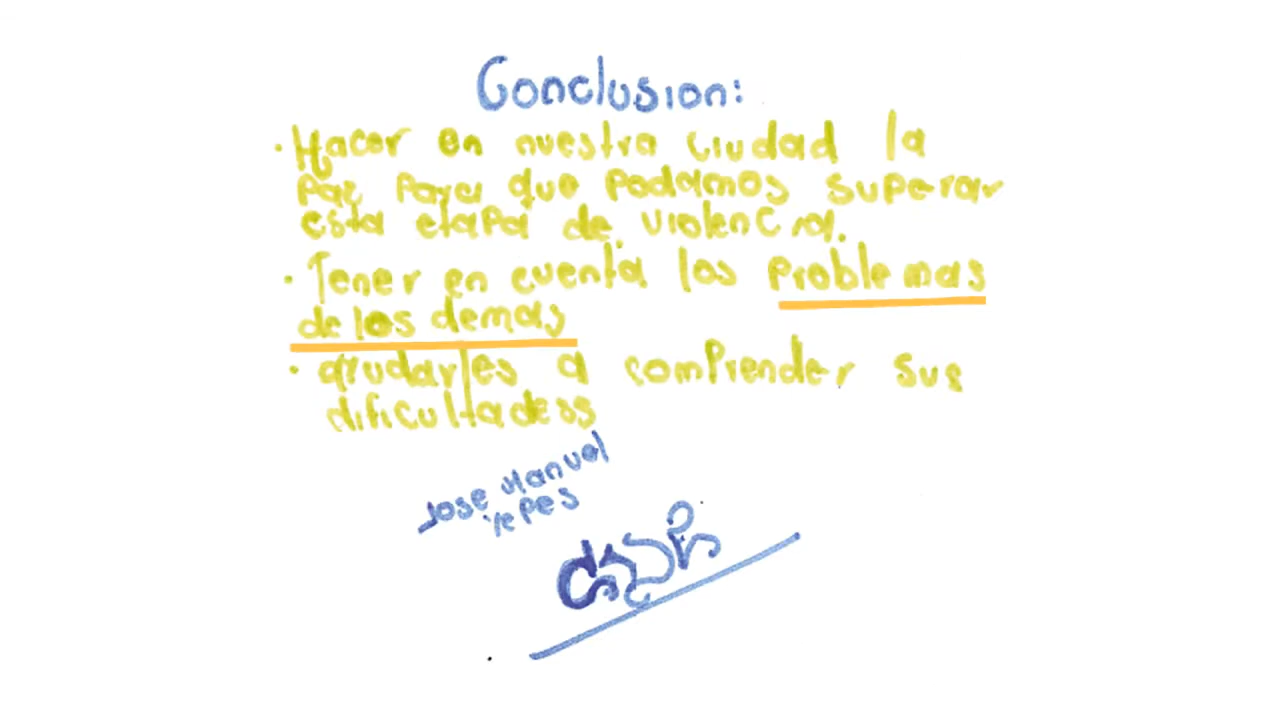 Conclusion:
· Hacer en nuestra ciudad la
paz para que podamos superar
esta etapa de violencia.
· Tener en cuenta los problemas
de los demas
· ayudarles a comprender sus
dificultadess
Jose Manuel
Yepes